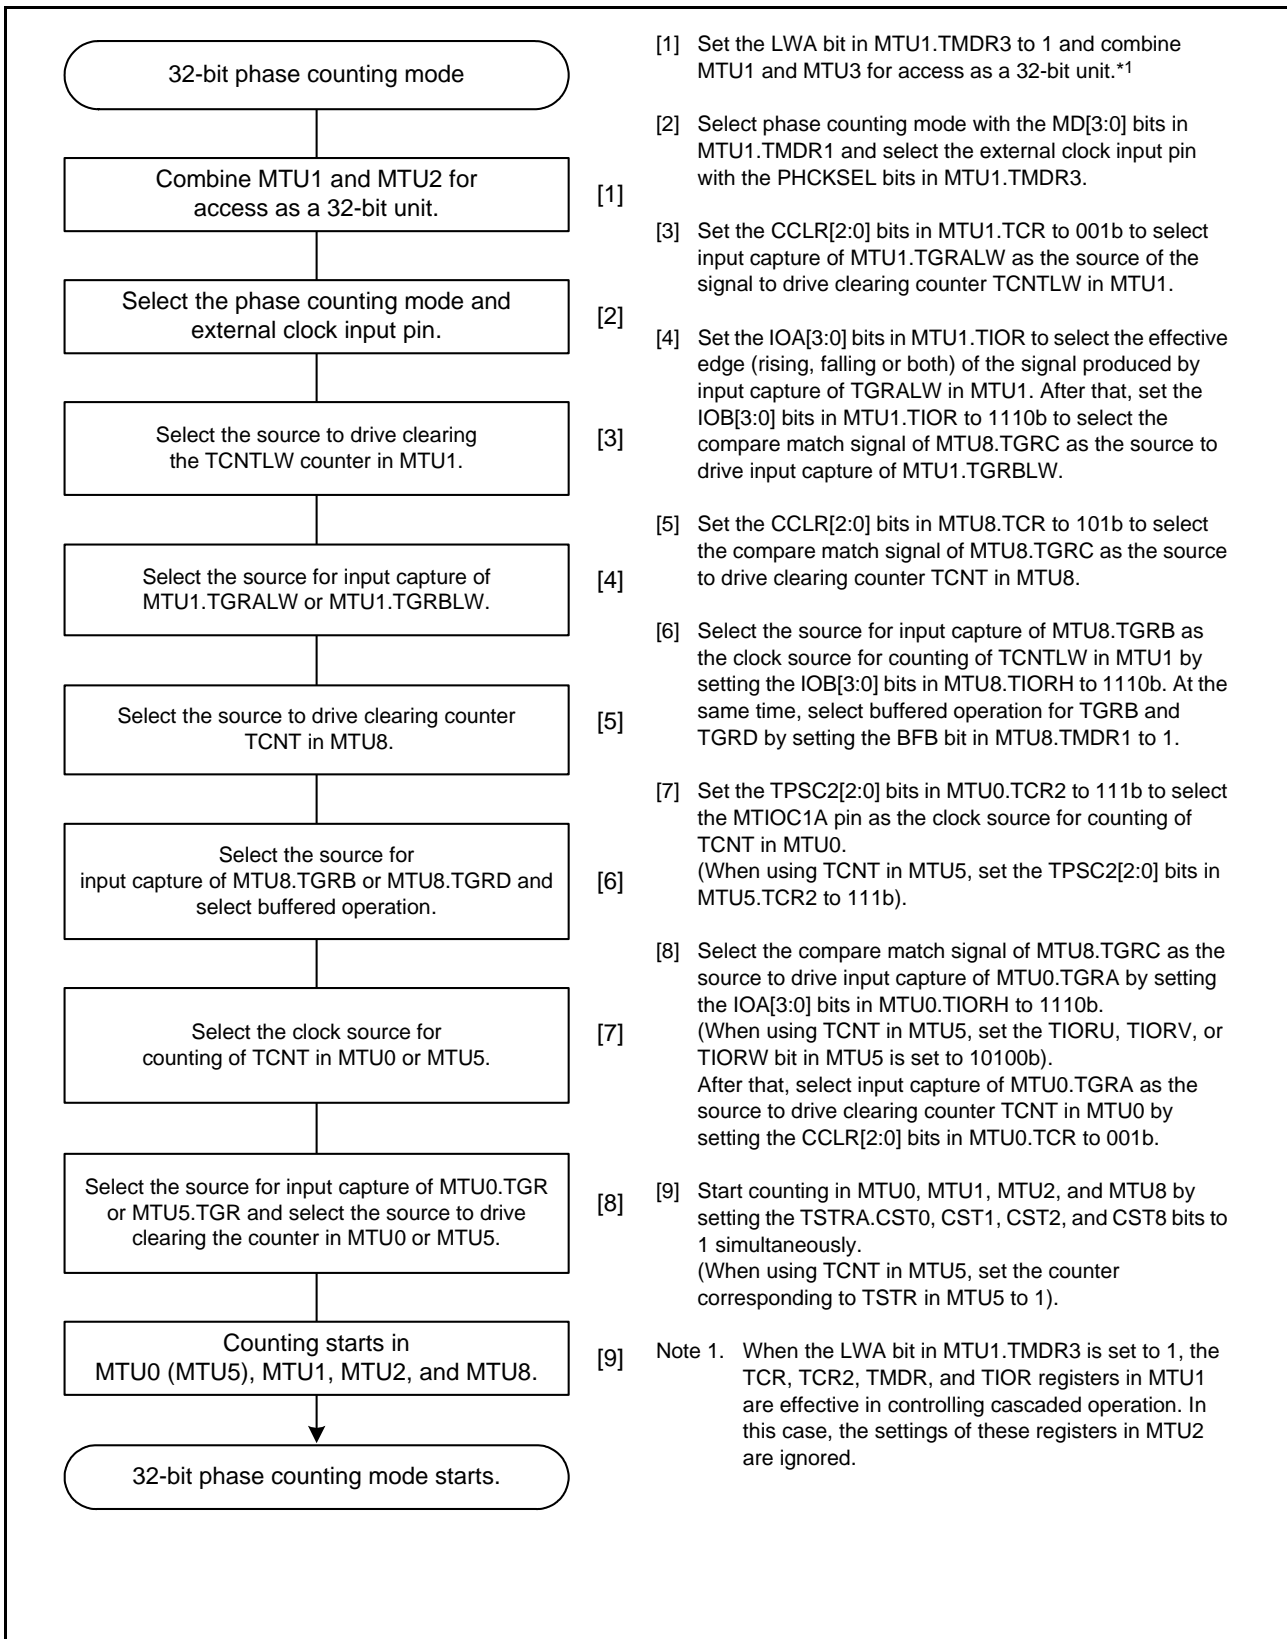 32-bit phase counting mode
Combine MTU1 and MTU2 for
access as a 32-bit unit.
[1]
Select the phase counting mode and
external clock input pin.
[2]
Select the source to drive clearing
the TCNTLW counter in MTU1.
[3]
Select the source for input capture of
MTU1.TGRALW or MTU1.TGRBLW.
[4]
Select the source to drive clearing counter
TCNT in MTU8.
[5]
Select the source for
input capture of MTU8.TGRB or MTU8.TGRD and
select buffered operation.
[6]
Select the clock source for
counting of TCNT in MTU0 or MTU5.
[7]
Select the source for input capture of MTU0.TGR
or MTU5.TGR and select the source to drive
clearing the counter in MTU0 or MTU5.
[8]
Counting starts in
MTU0 (MTU5), MTU1, MTU2, and MTU8.
[9]
32-bit phase counting mode starts.
[1] Set the LWA bit in MTU1.TMDR3 to 1 and combine
MTU1 and MTU3 for access as a 32-bit unit.*1
[2] Select phase counting mode with the MD[3:0] bits in
MTU1.TMDR1 and select the external clock input pin
with the PHCKSEL bits in MTU1.TMDR3.
[3] Set the CCLR[2:0] bits in MTU1.TCR to 001b to select
input capture of MTU1.TGRALW as the source of the
signal to drive clearing counter TCNTLW in MTU1.
[4] Set the IOA[3:0] bits in MTU1.TIOR to select the effective
edge (rising, falling or both) of the signal produced by
input capture of TGRALW in MTU1. After that, set the
IOB[3:0] bits in MTU1.TIOR to 1110b to select the
compare match signal of MTU8.TGRC as the source to
drive input capture of MTU1.TGRBLW.
[5] Set the CCLR[2:0] bits in MTU8.TCR to 101b to select
the compare match signal of MTU8.TGRC as the source
to drive clearing counter TCNT in MTU8.
[6] Select the source for input capture of MTU8.TGRB as
the clock source for counting of TCNTLW in MTU1 by
setting the IOB[3:0] bits in MTU8.TIORH to 1110b. At the
same time, select buffered operation for TGRB and
TGRD by setting the BFB bit in MTU8.TMDR1 to 1.
[7] Set the TPSC2[2:0] bits in MTU0.TCR2 to 111b to select
the MTIOC1A pin as the clock source for counting of
TCNT in MTU0.
(When using TCNT in MTU5, set the TPSC2[2:0] bits in
MTU5.TCR2 to 111b).
[8] Select the compare match signal of MTU8.TGRC as the
source to drive input capture of MTU0.TGRA by setting
the IOA[3:0] bits in MTU0.TIORH to 1110b.
(When using TCNT in MTU5, set the TIORU, TIORV, or
TIORW bit in MTU5 is set to 10100b).
After that, select input capture of MTU0.TGRA as the
source to drive clearing counter TCNT in MTU0 by
setting the CCLR[2:0] bits in MTU0.TCR to 001b.
[9] Start counting in MTU0, MTU1, MTU2, and MTU8 by
setting the TSTRA.CST0, CST1, CST2, and CST8 bits to
1 simultaneously.
(When using TCNT in MTU5, set the counter
corresponding to TSTR in MTU5 to 1).
Note 1. When the LWA bit in MTU1.TMDR3 is set to 1, the
TCR, TCR2, TMDR, and TIOR registers in MTU1
are effective in controlling cascaded operation. In
this case, the settings of these registers in MTU2
are ignored.